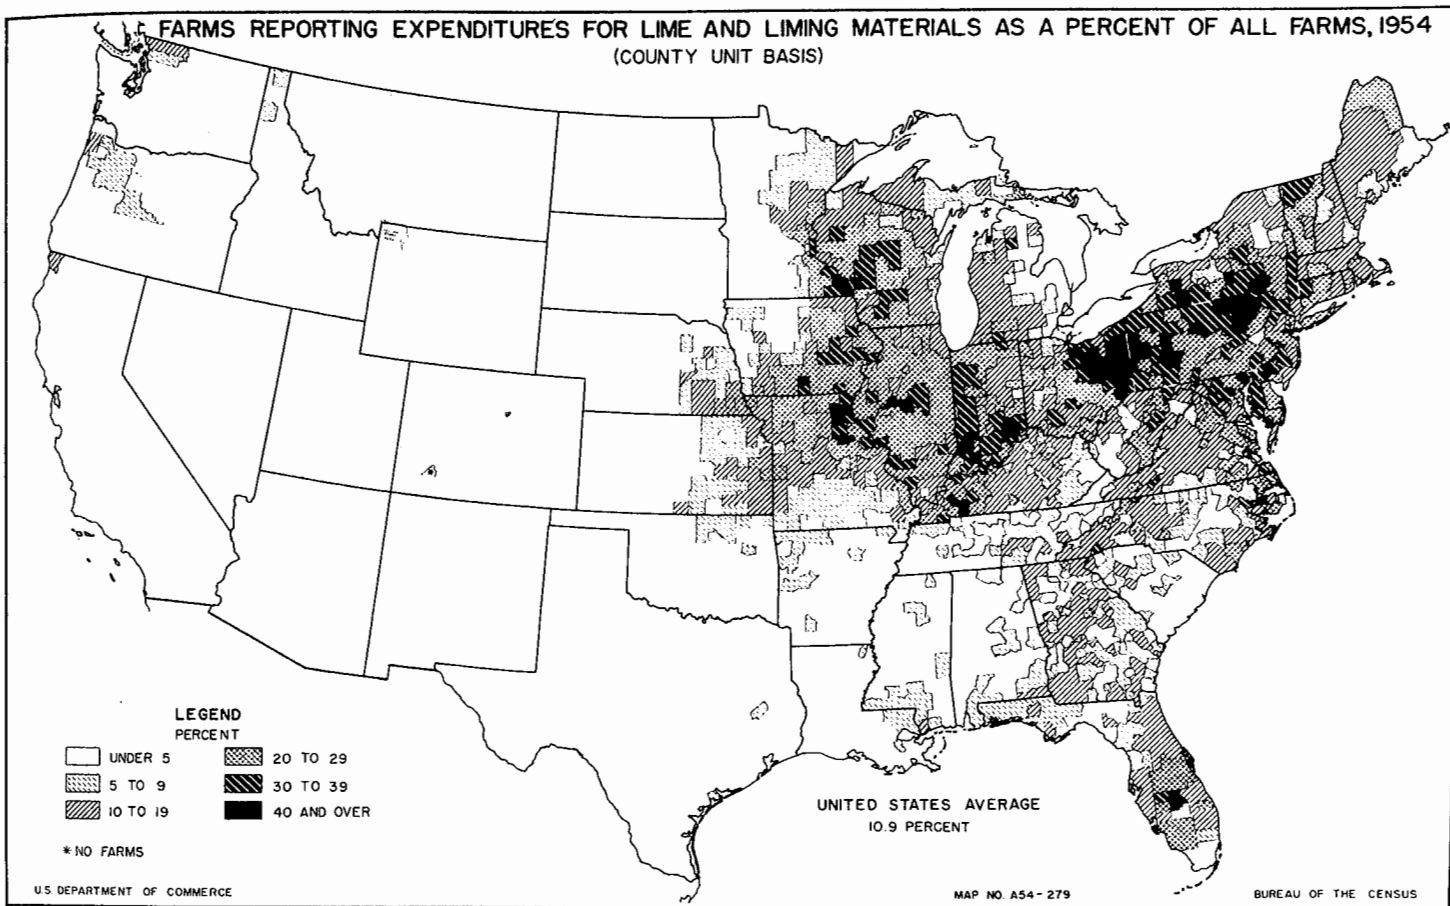 FARMS REPORTING EXPENDITURES FOR LIME AND LIMING MATERIALS AS A PERCENT OF ALL FARMS, 1954
(COUNTY UNIT BASIS)
LEGEND
PERCENT
UNDER 5
5 TO 9
10 TO 19
20 TO 29
30 TO 39
40 AND OVER
* NO FARMS
UNITED STATES AVERAGE
10.9 PERCENT
U.S. DEPARTMENT OF COMMERCE
MAP NO. A54-279
BUREAU OF THE CENSUS